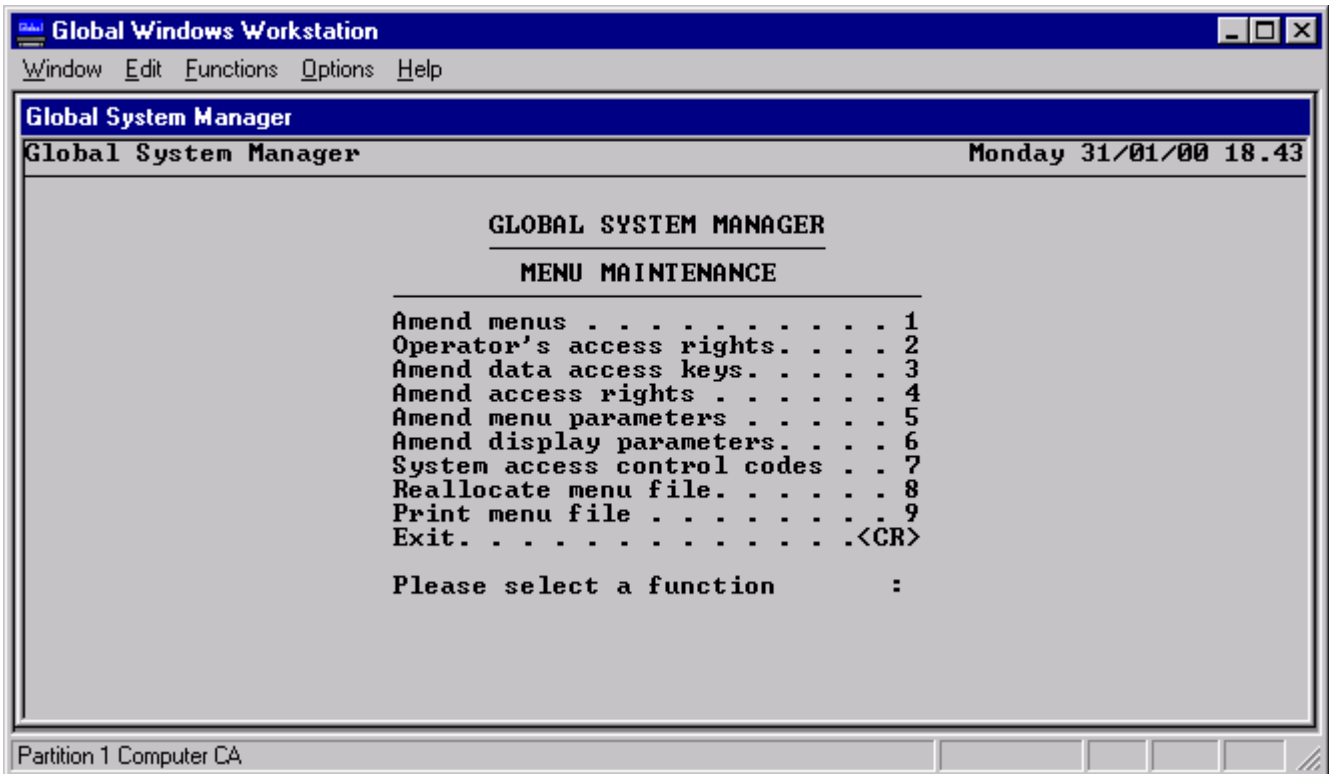 Global Windows Workstation
Window Edit Functions Options Help
Global System Manager
Global System Manager Monday 31/01/00 18.43
GLOBAL SYSTEM MANAGER
MENU MAINTENANCE
Amend menus . . . . . . . . . . 1
Operator's access rights. . . . 2
Amend data access keys. . . . . 3
Amend access rights . . . . . . 4
Amend menu parameters . . . . . 5
Amend display parameters. . . . 6
System access control codes . . 7
Reallocate menu file. . . . . . 8
Print menu file . . . . . . . . 9
Exit. . . . . . . . . . . . . .<CR>
Please select a function :
Partition 1 Computer CA